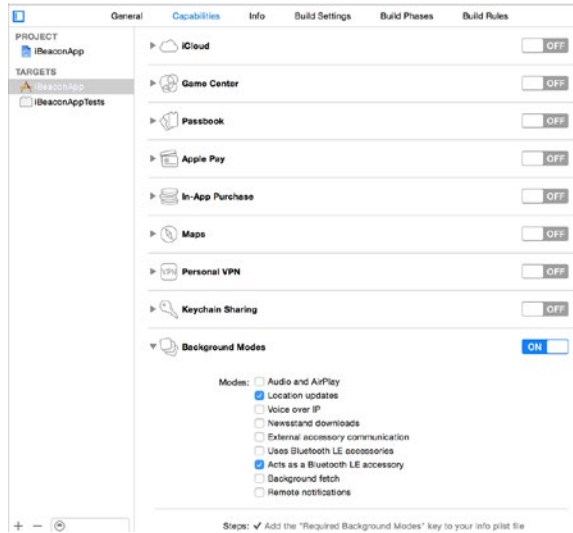 General Capabilities Info Build Settings Build Phases Build Rules
PROJECT
iBeaconApp
TARGETS
iBeaconApp
iBeaconAppTests
iCloud OFF
Game Center OFF
Passbook OFF
Apple Pay OFF
In-App Purchase OFF
Maps OFF
VPN Personal VPN OFF
Keychain Sharing OFF
Background Modes ON
Modes: Audio and AirPlay
Location updates
Voice over IP
Newsstand downloads
External accessory communication
Uses Bluetooth LE accessories
Acts as a Bluetooth LE accessory
Background fetch
Remote notifications
Steps: ✓ Add the "Required Background Modes" key to your info plist file